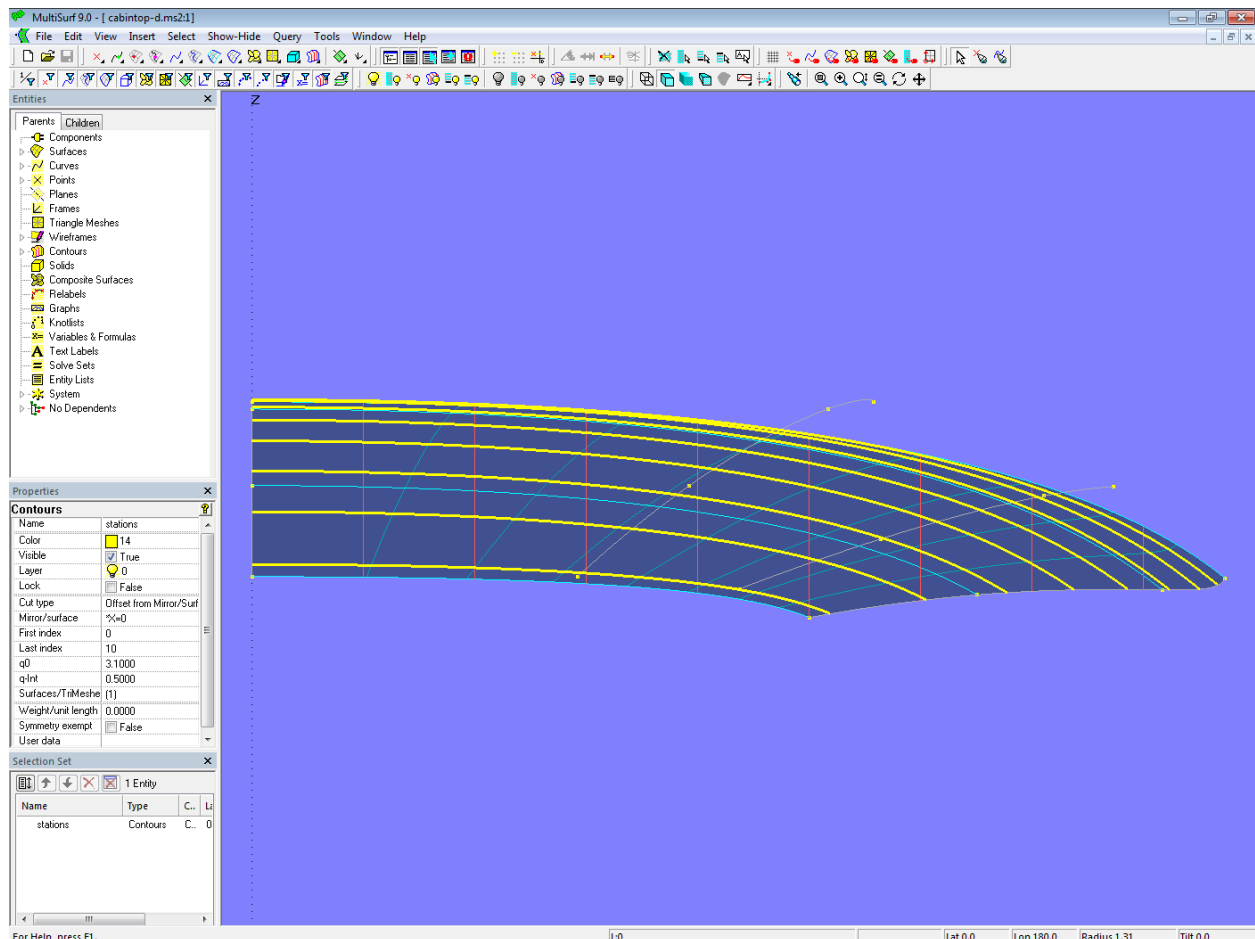 MultiSurf 9.0 - [ cabintop-d.ms2:1]
File Edit View Insert Select Show-Hide Query Tools Window Help
Entities
Parents Children
Components
Surfaces
Curves
Points
Planes
Frames
Triangle Meshes
Wireframes
Contours
Solids
Composite Surfaces
Relabels
Graphs
Knotlists
Variables & Formulas
Text Labels
Solve Sets
Entity Lists
System
No Dependents
Z
Properties
Contours
Name stations
Color 14
Visible True
Layer 0
Lock False
Cut type Offset from Mirror/Surf
Mirror/surface *X=0
First index 0
Last index 10
q0 3.1000
q-Int 0.5000
Surfaces/TriMeshe (1)
Weight/unit length 0.0000
Symmetry exempt False
User data
Selection Set
1 Entity
Name Type C.. La
stations Contours C.. 0
For Help, press F1. L:0 Lat 0.0 Lon 180.0 Radius 1.31 Tilt 0.0